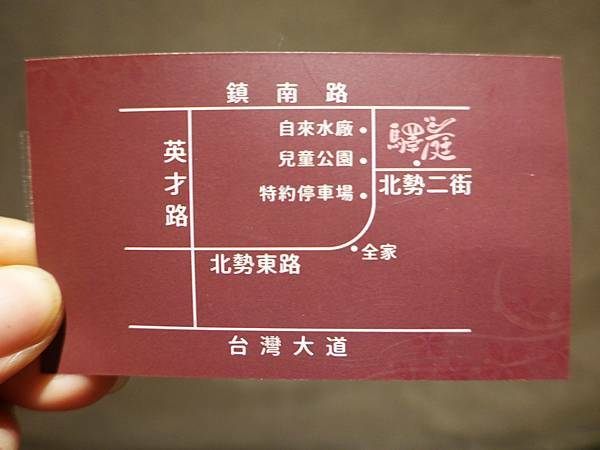 鎮南路
自來水廠
驛庭
英才路
兒童公園
特約停車場
北勢二街
全家
北勢東路
台灣大道